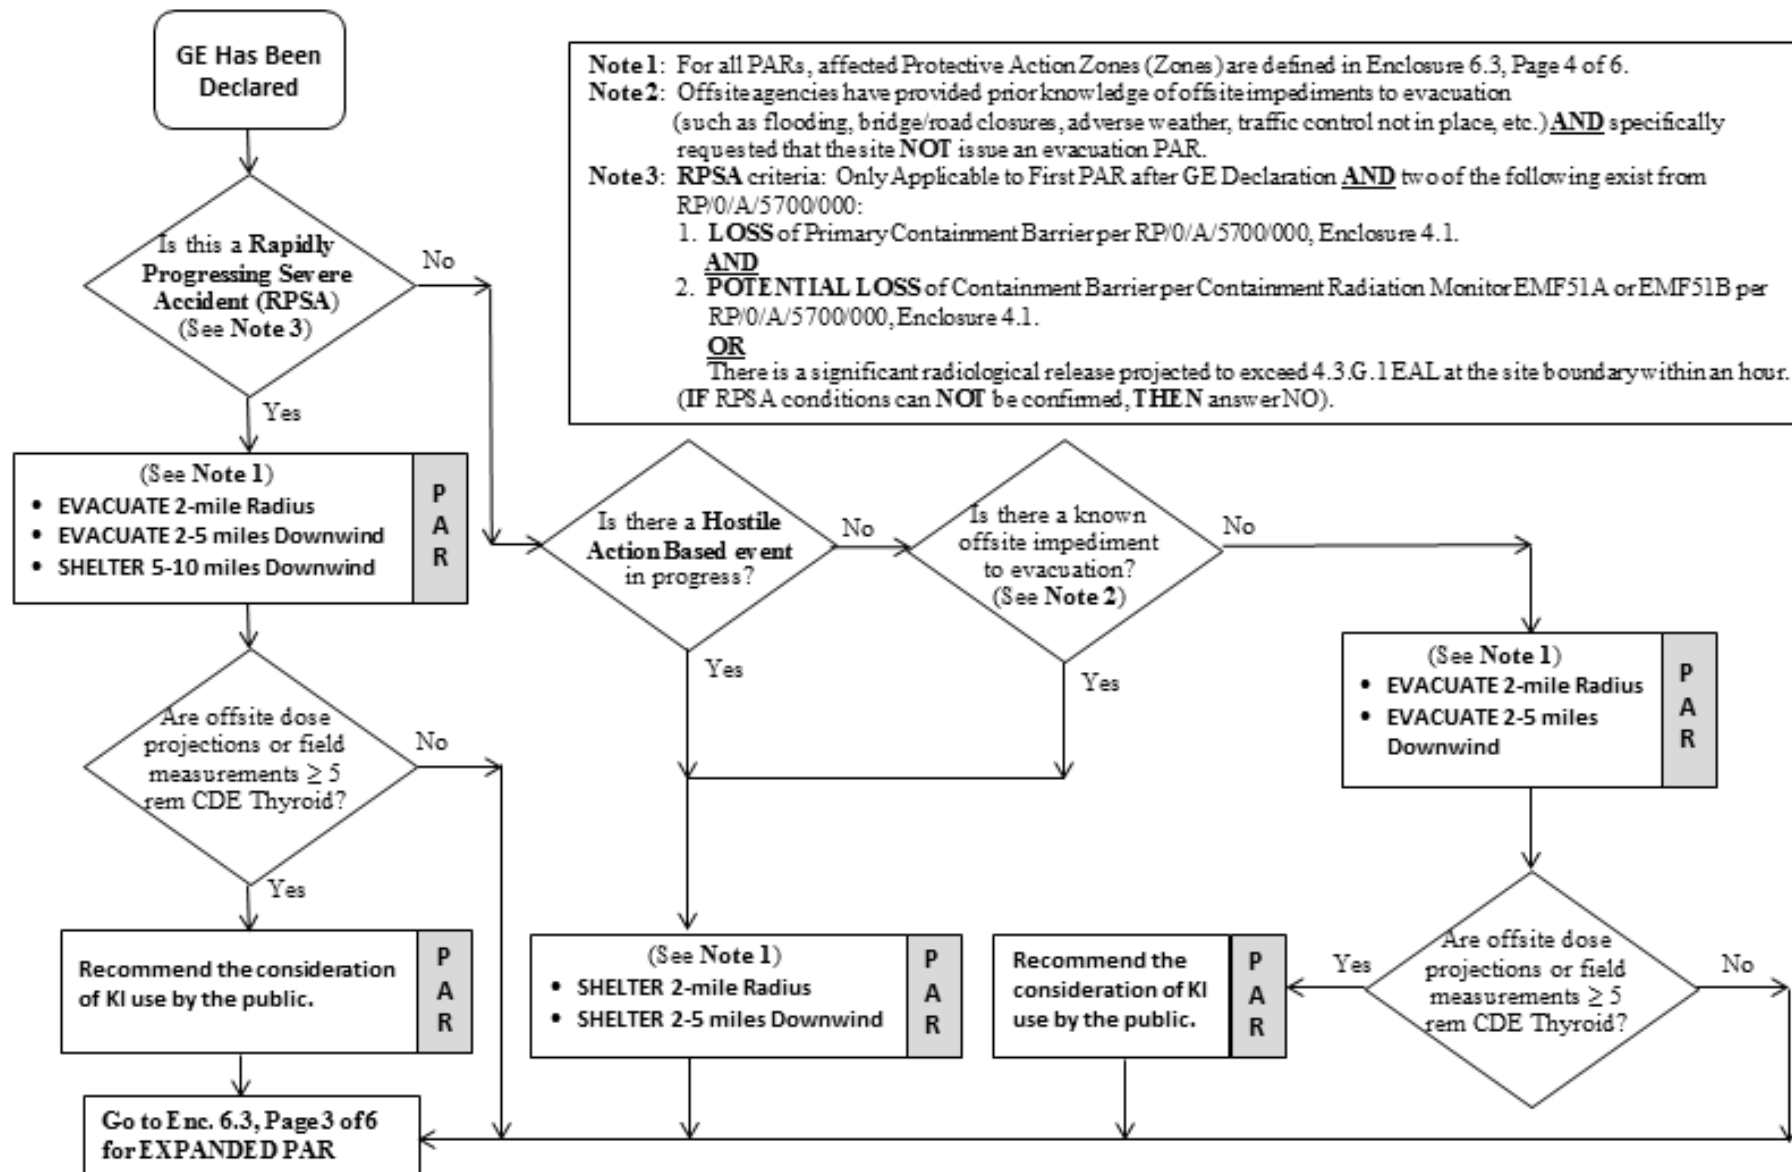 GE Has Been
Declared
Note 1: For all PARs, affected Protective Action Zones (Zones) are defined in Enclosure 6.3, Page 4 of 6.
Note 2: Offsite agencies have provided prior knowledge of offsite impediments to evacuation
(such as flooding, bridge/road closures, adverse weather, traffic control not in place, etc.) AND specifically
requested that the site NOT issue an evacuation PAR.
Note 3: RPSA criteria: Only Applicable to First PAR after GE Declaration AND two of the following exist from
RP/0/A/5700/000:
1. LOSS of Primary Containment Barrier per RP/0/A/5700/000, Enclosure 4.1.
AND
2. POTENTIAL LOSS of Containment Barrier per Containment Radiation Monitor EMF51A or EMF51B per
RP/0/A/5700/000, Enclosure 4.1.
OR
There is a significant radiological release projected to exceed 4.3.G.1 EAL at the site boundary within an hour.
(IF RPSA conditions can NOT be confirmed, THEN answer NO).
Is this a Rapidly
Progressing Severe
Accident (RPSA)
(See Note 3)
No
Yes
(See Note 1)
• EVACUATE 2-mile Radius
• EVACUATE 2-5 miles Downwind
• SHELTER 5-10 miles Downwind
P
A
R
Is there a Hostile
Action Based event
in progress?
No
Yes
Is there a known
offsite impediment
to evacuation?
(See Note 2)
No
Yes
(See Note 1)
• EVACUATE 2-mile Radius
• EVACUATE 2-5 miles
Downwind
P
A
R
Are offsite dose
projections or field
measurements ≥ 5
rem CDE Thyroid?
No
Yes
Recommend the consideration
of KI use by the public.
P
A
R
(See Note 1)
• SHELTER 2-mile Radius
• SHELTER 2-5 miles Downwind
P
A
R
Recommend the
consideration of KI
use by the public.
P
A
R
Yes
Are offsite dose
projections or field
measurements ≥ 5
rem CDE Thyroid?
No
Go to Enc. 6.3, Page 3 of 6
for EXPANDED PAR